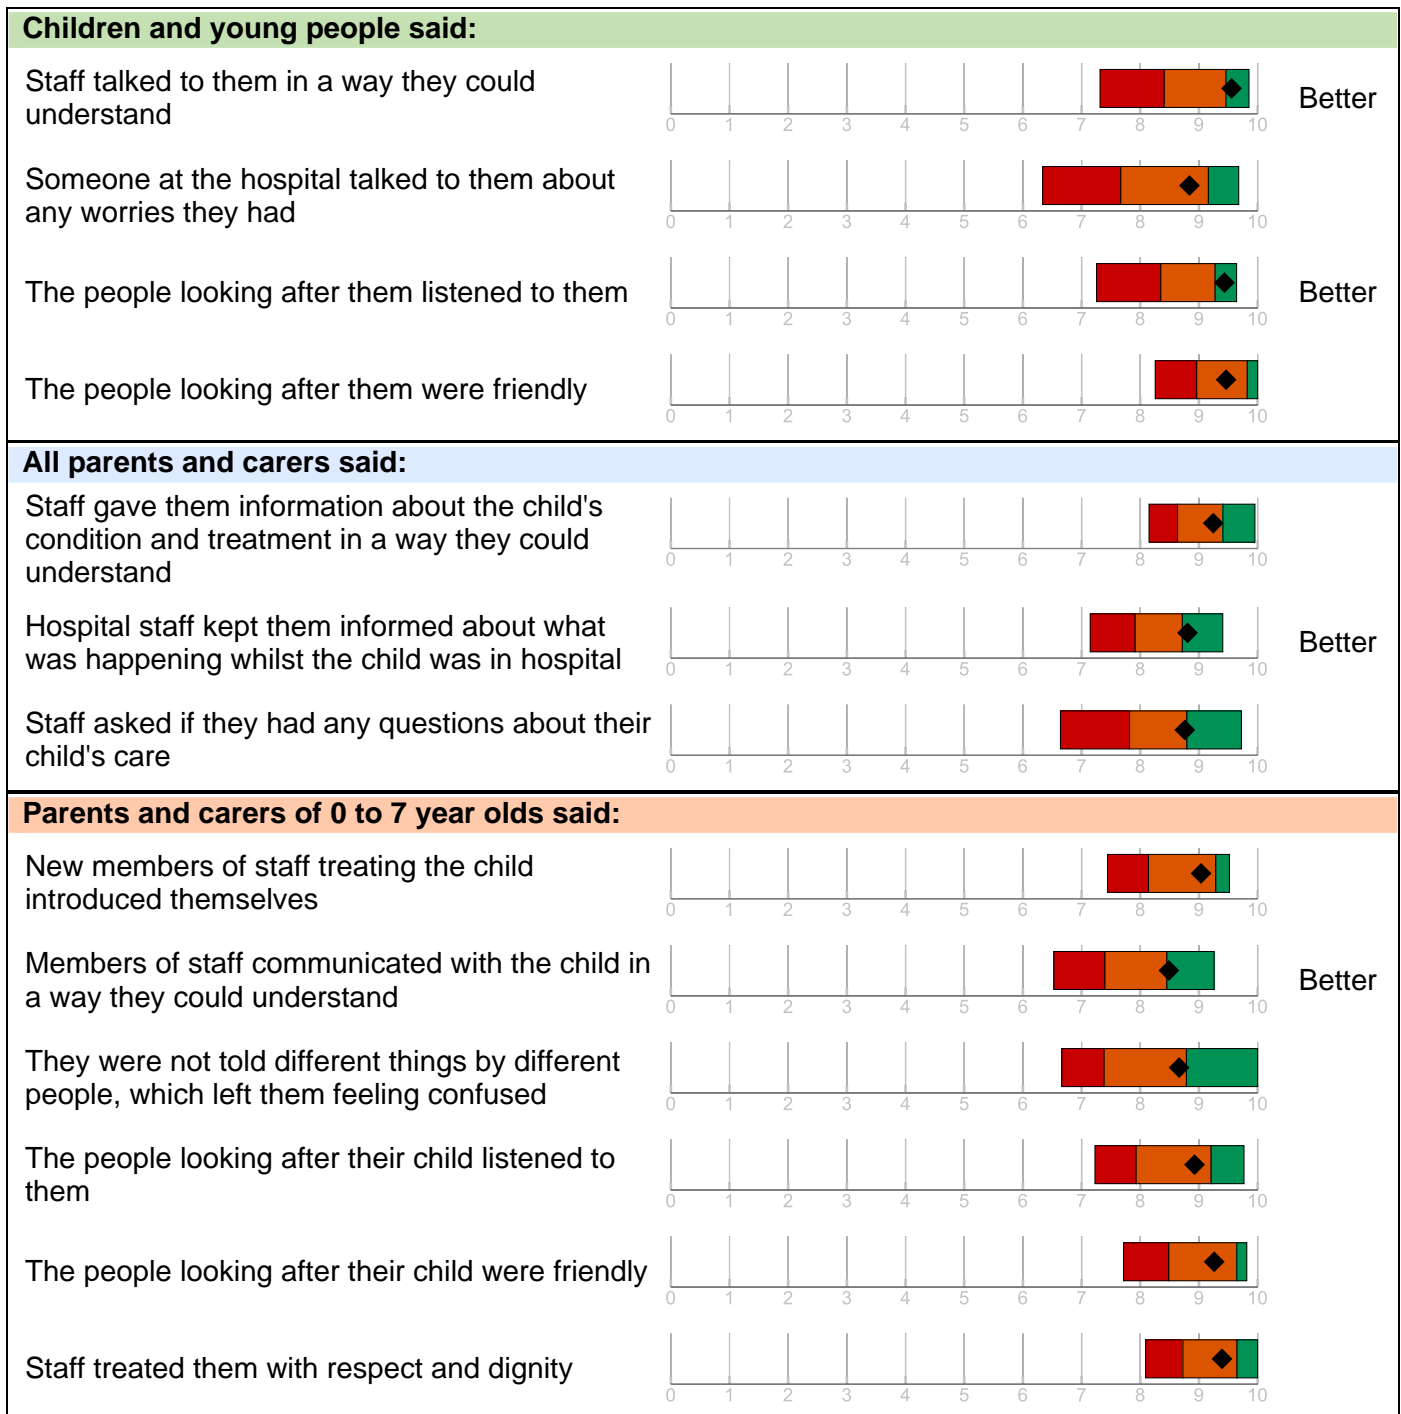 Children and young people said:
Staff talked to them in a way they could
understand
0 1 2 3 4 5 6 7 8 9 10
Better
Someone at the hospital talked to them about
any worries they had
0 1 2 3 4 5 6 7 8 9 10
The people looking after them listened to them
0 1 2 3 4 5 6 7 8 9 10
Better
The people looking after them were friendly
0 1 2 3 4 5 6 7 8 9 10
All parents and carers said:
Staff gave them information about the child's
condition and treatment in a way they could
understand
0 1 2 3 4 5 6 7 8 9 10
Hospital staff kept them informed about what
was happening whilst the child was in hospital
0 1 2 3 4 5 6 7 8 9 10
Better
Staff asked if they had any questions about their
child's care
0 1 2 3 4 5 6 7 8 9 10
Parents and carers of 0 to 7 year olds said:
New members of staff treating the child
introduced themselves
0 1 2 3 4 5 6 7 8 9 10
Members of staff communicated with the child in
a way they could understand
0 1 2 3 4 5 6 7 8 9 10
Better
They were not told different things by different
people, which left them feeling confused
0 1 2 3 4 5 6 7 8 9 10
The people looking after their child listened to
them
0 1 2 3 4 5 6 7 8 9 10
The people looking after their child were friendly
0 1 2 3 4 5 6 7 8 9 10
Staff treated them with respect and dignity
0 1 2 3 4 5 6 7 8 9 10